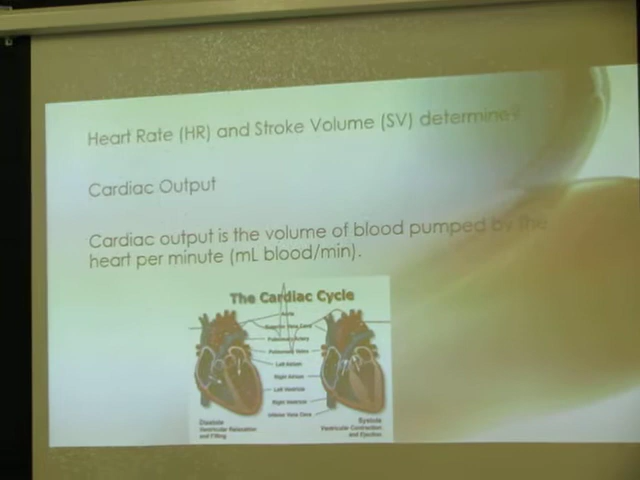 Heart Rate (HR) and Stroke Volume (SV) determine
Cardiac Output
Cardiac output is the volume of blood pumped by the
heart per minute (mL blood/min).
The Cardiac Cycle
Aorta
Superior Vena Cava
Pulmonary Artery
Pulmonary Veins
Left Atrium
Right Atrium
Left Ventricle
Right Ventricle
Inferior Vena Cava
Diastole
Ventricular Relaxation
and Filling
Systole
Ventricular Contraction
and Ejection